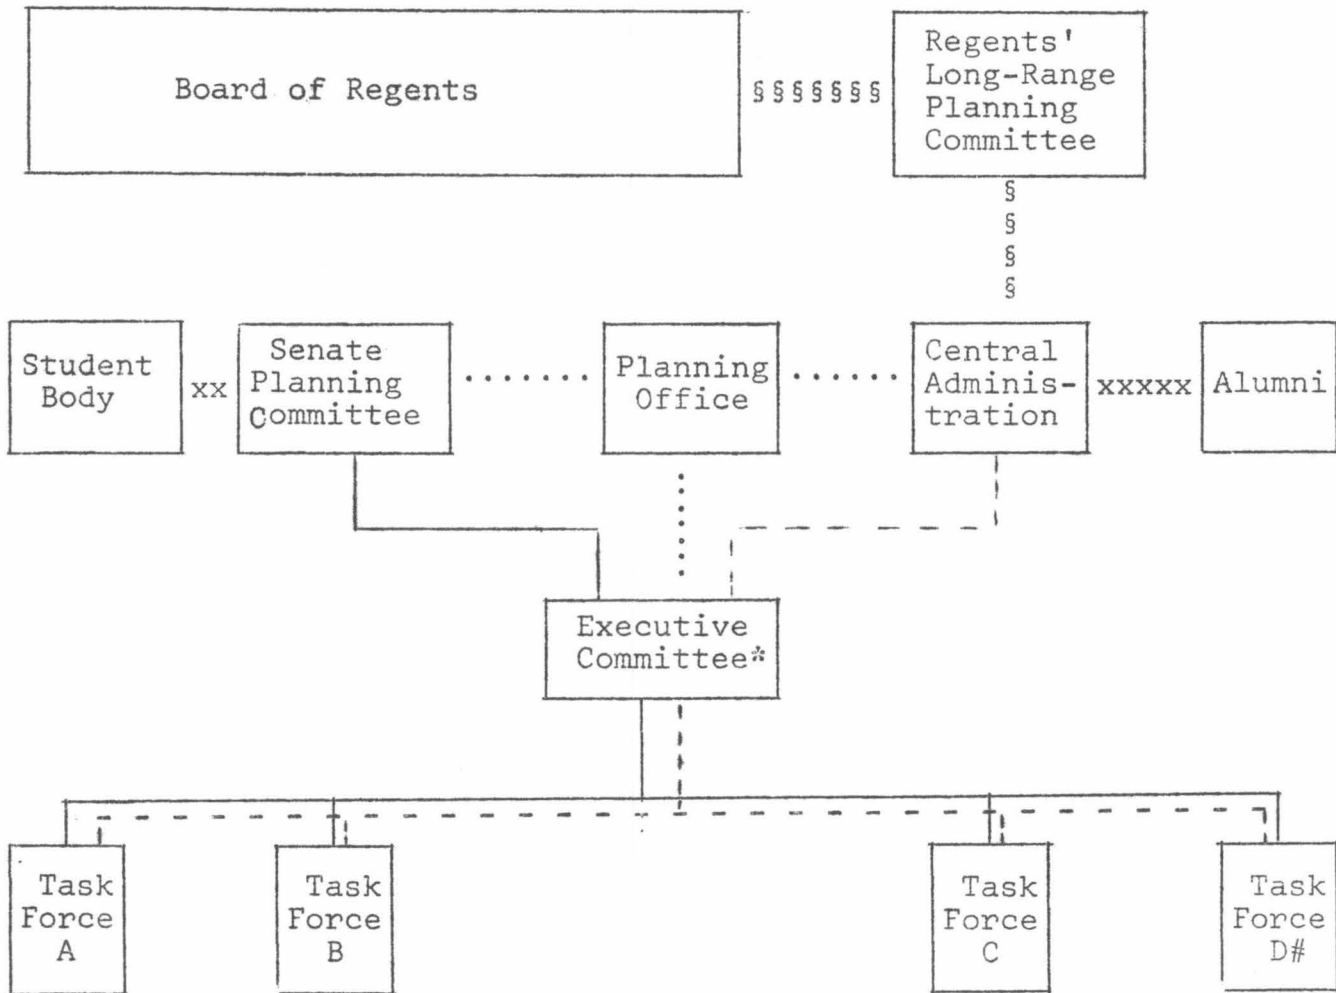 Board of Regents
§§§§§§§
Regents'
Long-Range
Planning
Committee
§
§
§
§
Student
Body
xx
Senate
Planning
Committee
Planning
Office
Central
Adminis-
tration
xxxxx
Alumni
Executive
Committee*
Task
Force
A
Task
Force
B
Task
Force
C
Task
Force
D#